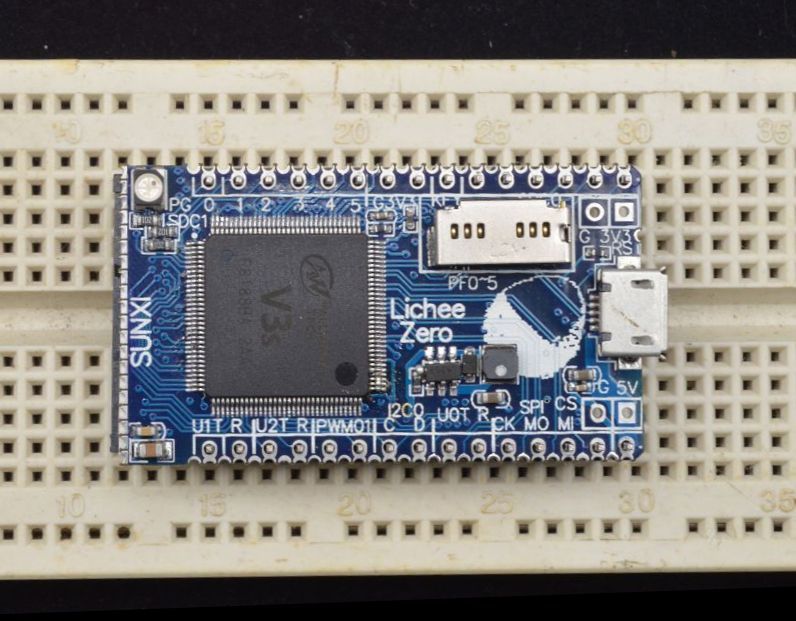 10 15 20 25 30 35
PG 0 1 2 3 4 5 G 3V3
SDC1
G 3V3
RST
PF0-5
V3s
Lichee
Zero
SUNXI
G 5V
I2C0
SPI CS
U1T R U2T R PWM01 C D U0T R CK MO MI
10 15 20 25 30 35